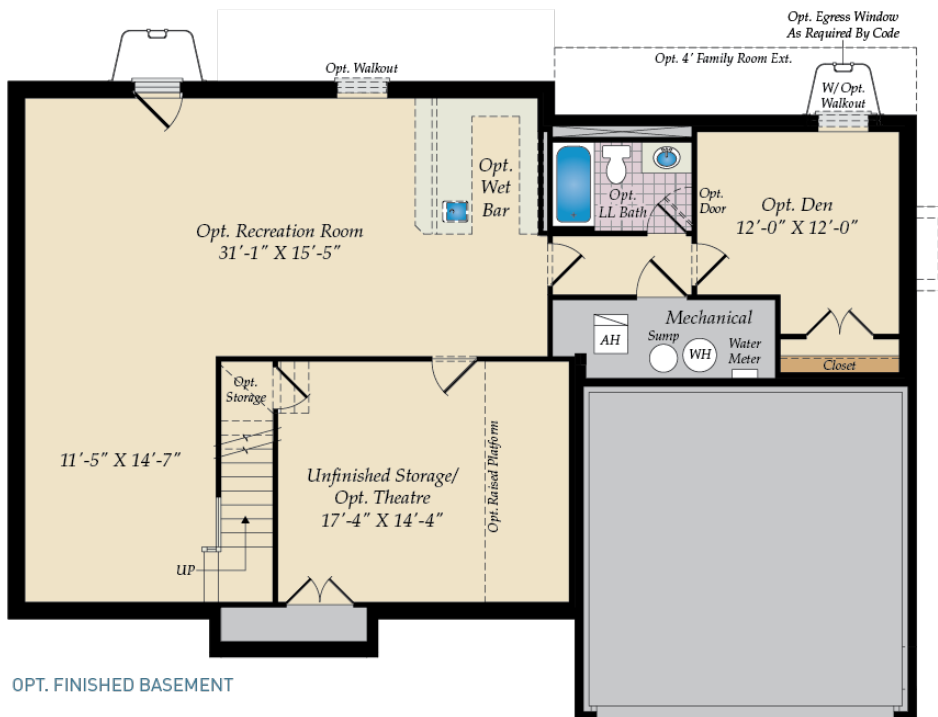 Opt. Egress Window
As Required By Code
Opt. 4' Family Room Ext.
Opt. Walkout
W/Opt.
Walkout
Opt.
Wet
Bar
Opt.
LL Bath
Opt.
Door
Opt. Den
12'-0" X 12'-0"
Opt. Recreation Room
31'-1" X 15'-5"
Mechanical
AH
Sump
WH
Water
Meter
Closet
Opt.
Storage
11'-5" X 14'-7"
Unfinished Storage/
Opt. Theatre
17'-4" X 14'-4"
Opt. Raised Platform
UP
OPT. FINISHED BASEMENT